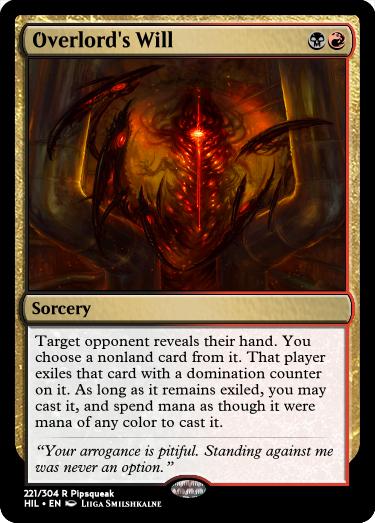 Overlord's Will
Sorcery
Target opponent reveals their hand. You
choose a nonland card from it. That player
exiles that card with a domination counter
on it. As long as it remains exiled, you may
cast it, and spend mana as though it were
mana of any color to cast it.
“Your arrogance is pitiful. Standing against me
was never an option.”
221/304 R Pipsqueak
HIL • EN Liiga Smilshkalne